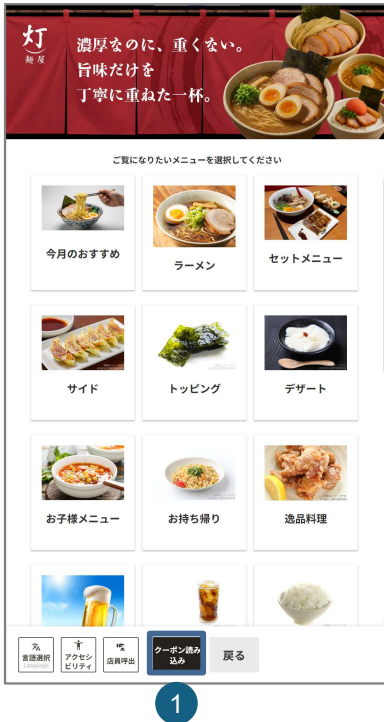 灯
麺屋
濃厚なのに、重くない。
旨味だけを
丁寧に重ねた一杯。
ご覧になりたいメニューを選択してください
今月のおすすめ
ラーメン
セットメニュー
サイド
トッピング
デザート
お子様メニュー
お持ち帰り
逸品料理
言語選択
Language
アクセシ
ビリティ
店員呼出
クーポン読み
込み
戻る
1